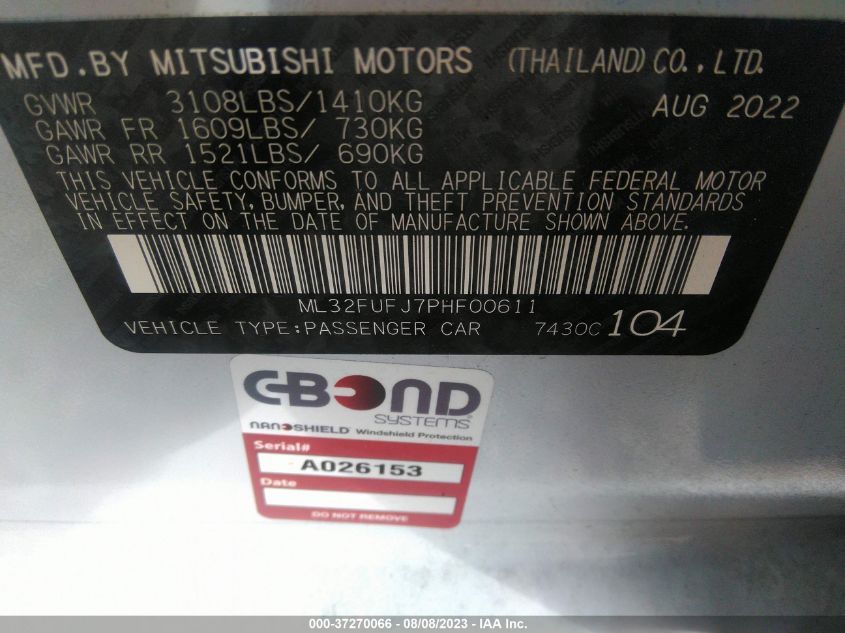 MFD.BY MITSUBISHI MOTORS (THAILAND)CO.,LTD.
GVWR 3108LBS/1410KG AUG 2022
GAWR FR 1609LBS/ 730KG
GAWR RR 1521LBS/ 690KG
THIS VEHICLE CONFORMS TO ALL APPLICABLE FEDERAL MOTOR
VEHICLE SAFETY, BUMPER, AND THEFT PREVENTION STANDARDS
IN EFFECT ON THE DATE OF MANUFACTURE SHOWN ABOVE.
ML32FUFJ7PHF00611
VEHICLE TYPE:PASSENGER CAR 7430C 104
C-BOND
SYSTEMS
NANOSHIELD Windshield Protection
Serial#
A026153
Date
DO NOT REMOVE
000-37270066 - 08/08/2023 - IAA Inc.